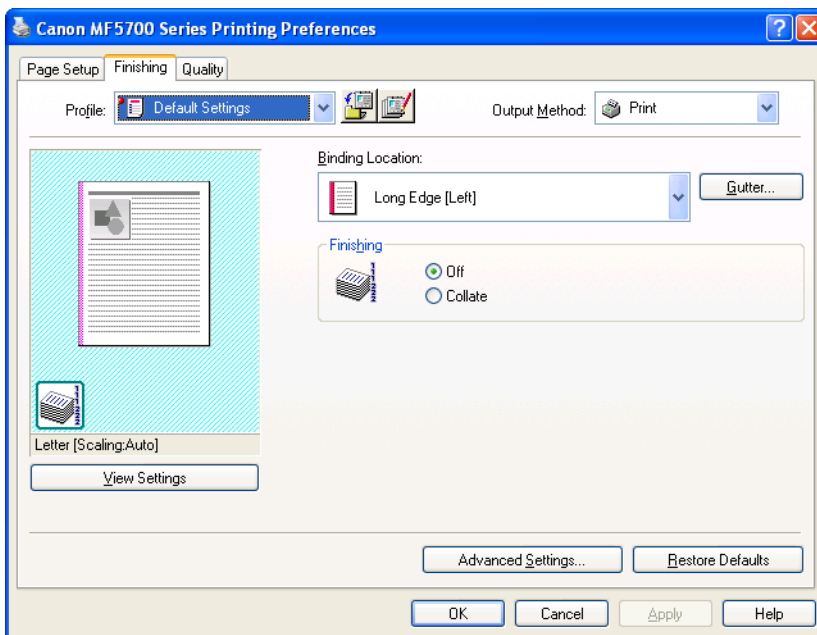 Canon MF5700 Series Printing Preferences
Page Setup Finishing Quality
Profile: Default Settings Output Method: Print
Binding Location:
Long Edge [Left] Gutter...
Finishing
Off
Collate
Letter [Scaling:Auto]
View Settings
Advanced Settings... Restore Defaults
OK Cancel Apply Help